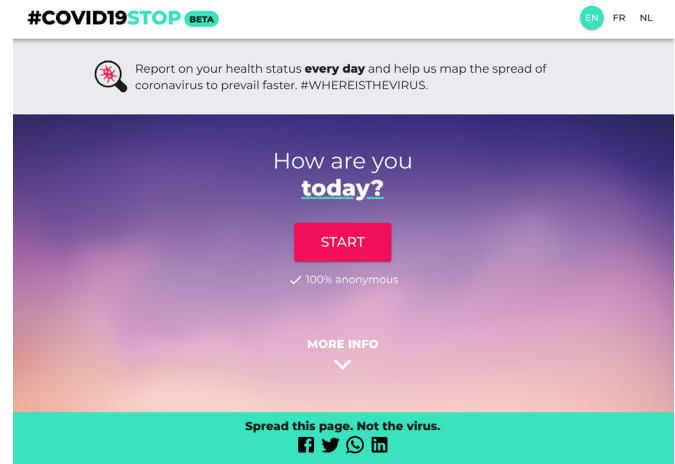 #COVID19STOP BETA
EN FR NL
Report on your health status every day and help us map the spread of
coronavirus to prevail faster. #WHEREISTHEVIRUS.
How are you
today?
START
100% anonymous
MORE INFO
Spread this page. Not the virus.